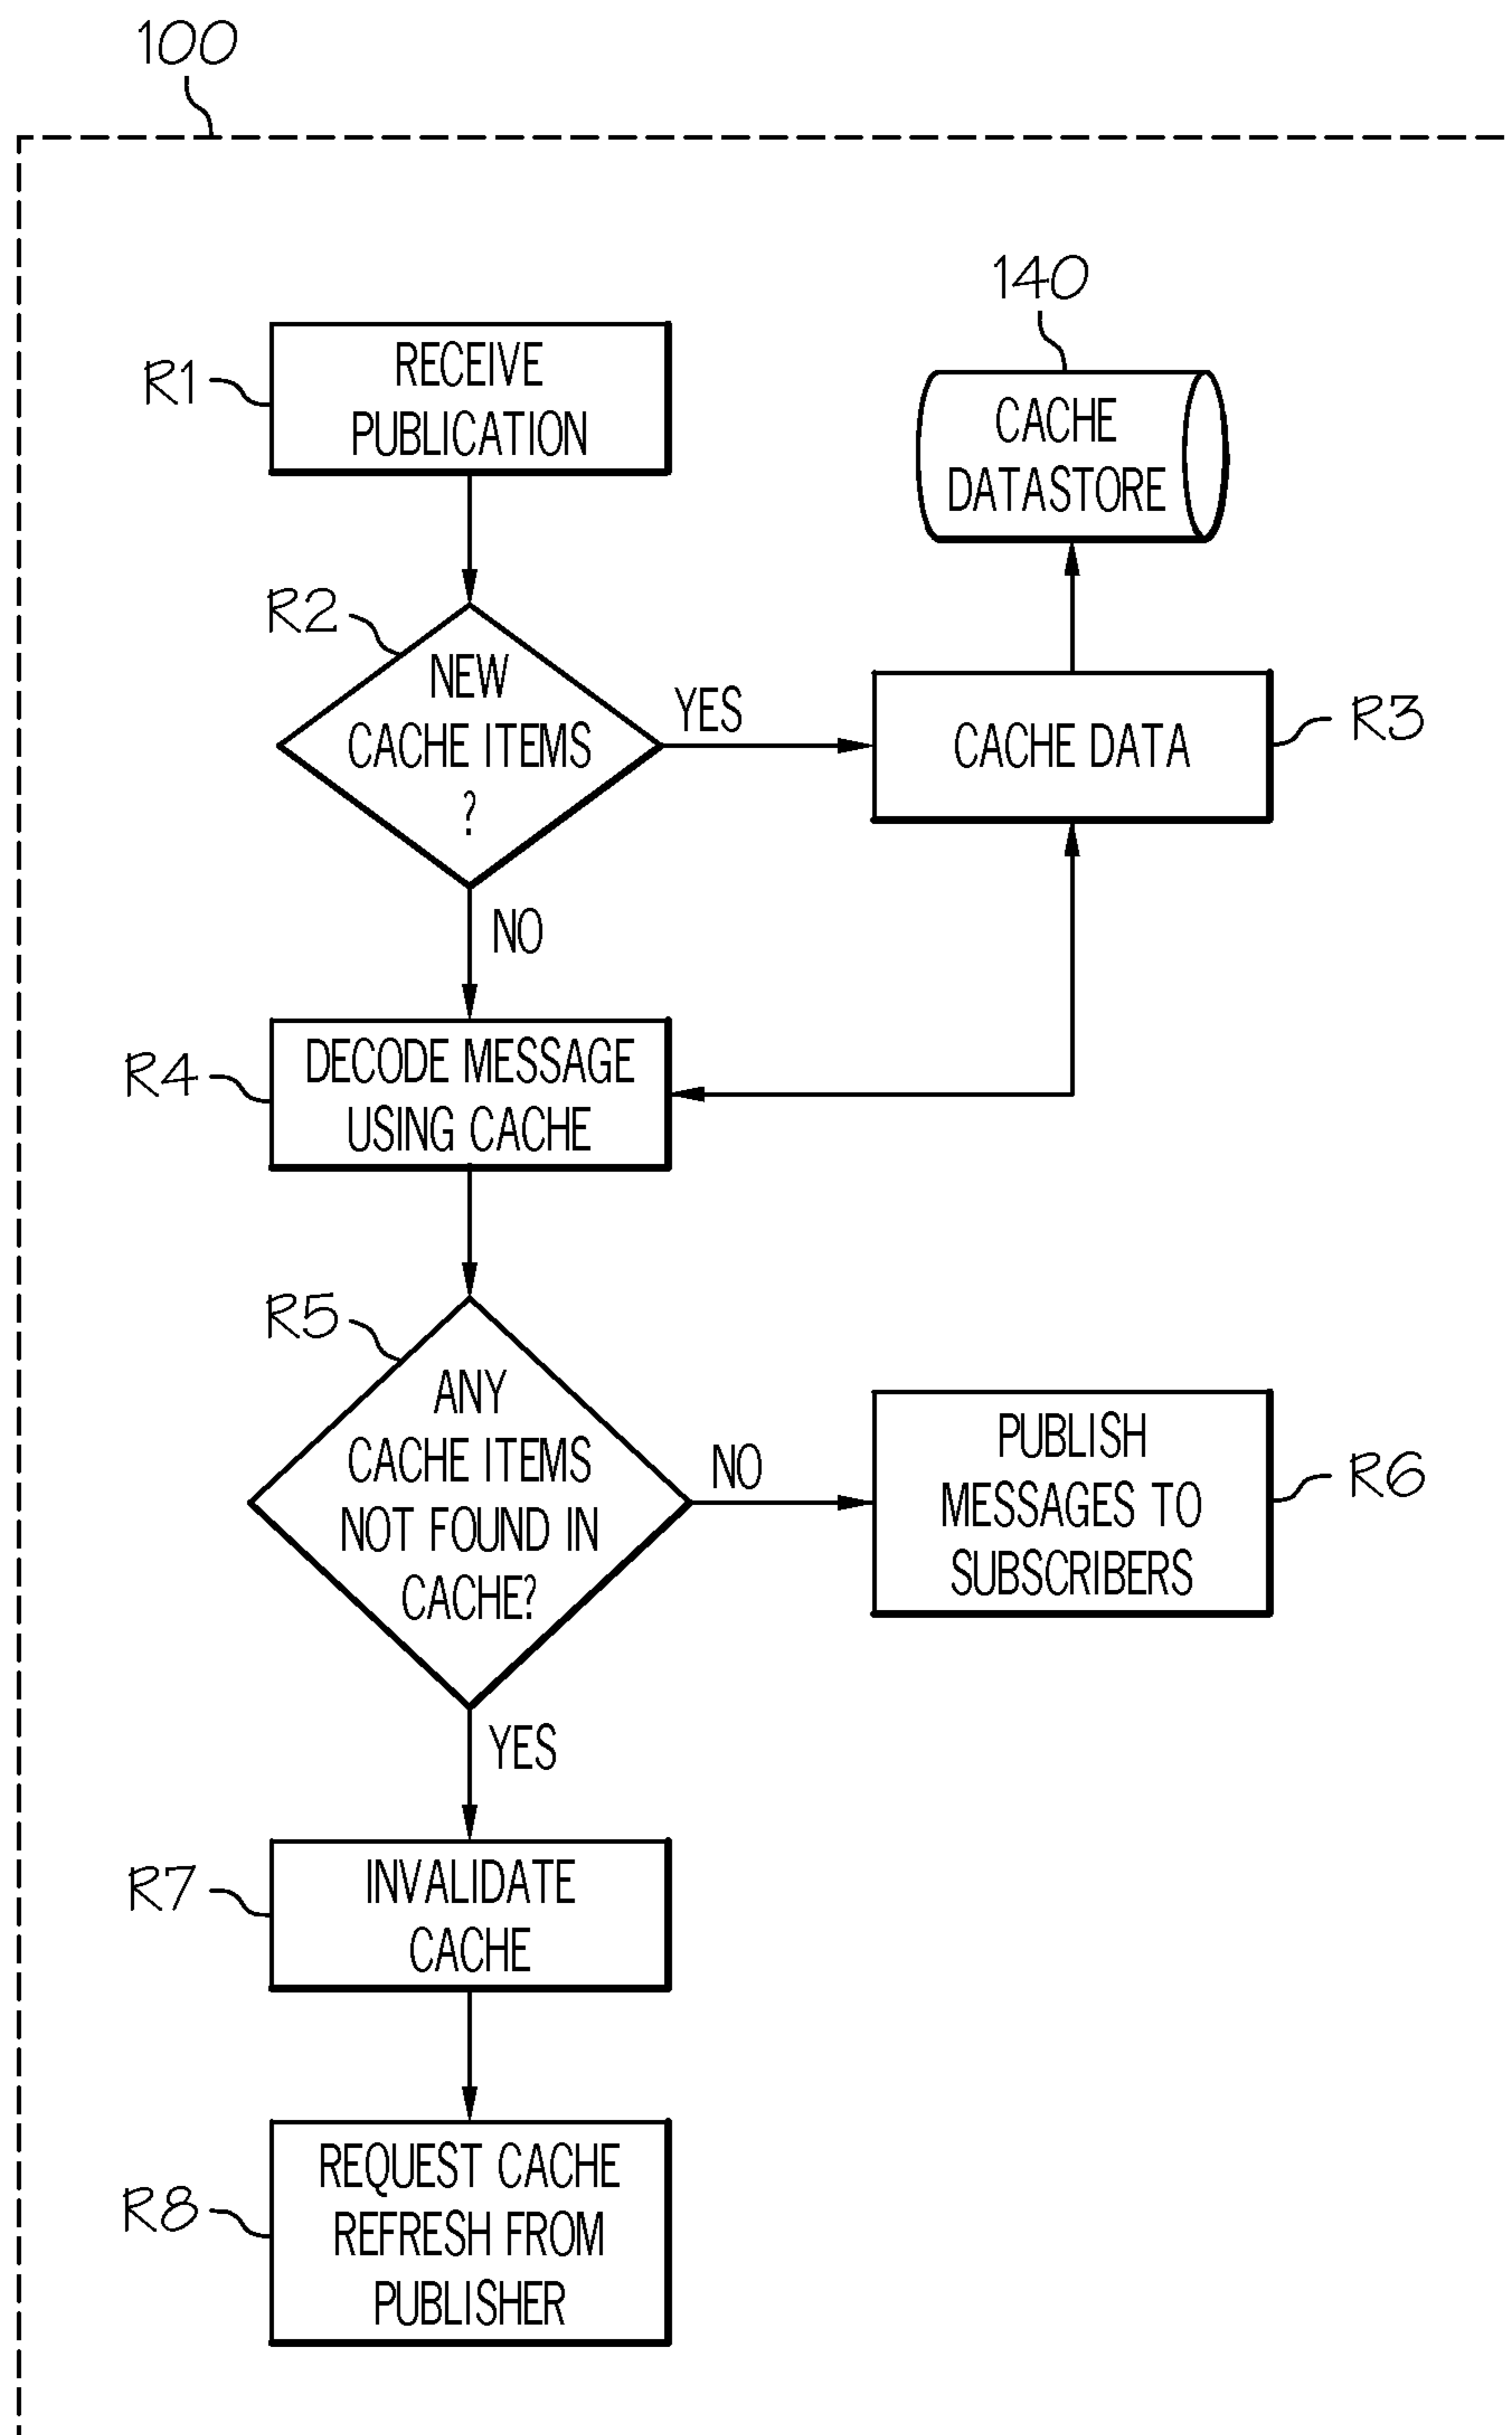 100
140
R1
RECEIVE
PUBLICATION
CACHE
DATASTORE
R2
NEW
CACHE ITEMS
?
YES
CACHE DATA
R3
NO
R4
DECODE MESSAGE
USING CACHE
R5
ANY
CACHE ITEMS
NOT FOUND IN
CACHE?
NO
PUBLISH
MESSAGES TO
SUBSCRIBERS
R6
YES
R7
INVALIDATE
CACHE
R8
REQUEST CACHE
REFRESH FROM
PUBLISHER